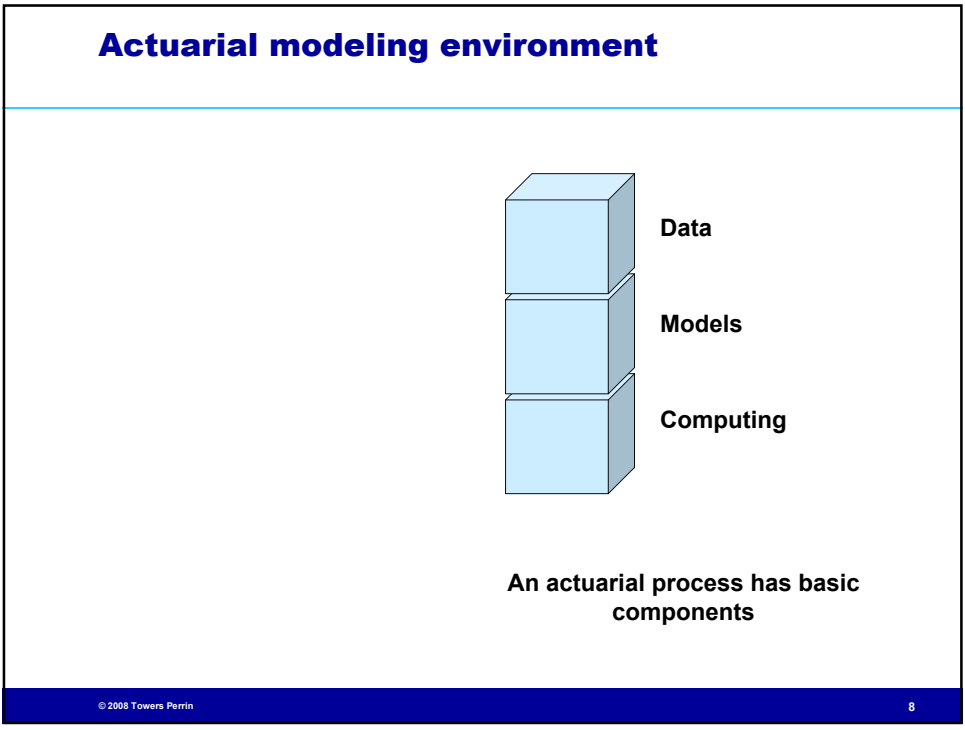 Actuarial modeling environment
Data
Models
Computing
An actuarial process has basic
components
© 2008 Towers Perrin
8